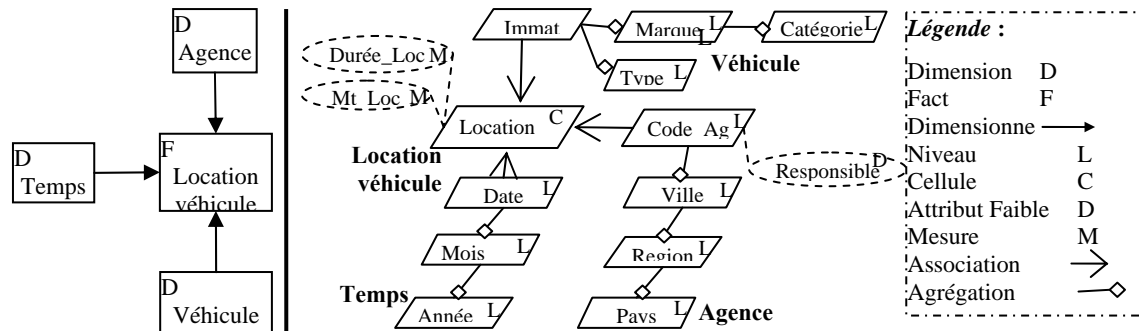 D
Agence
D
Temps
F
Location
véhicule
D
Véhicule
Immat
L
Marque L
Catégorie L
Type L
Véhicule
Durée_Loc M
Mt_Loc M
Location C
Location
véhicule
Code_Ag L
Responsible D
Date L
Ville L
Mois L
Region L
Temps
Année L
Pays L
Agence
Légende :
Dimension D
Fact F
Dimensionne
Niveau L
Cellule C
Attribut Faible D
Mesure M
Association
Agrégation